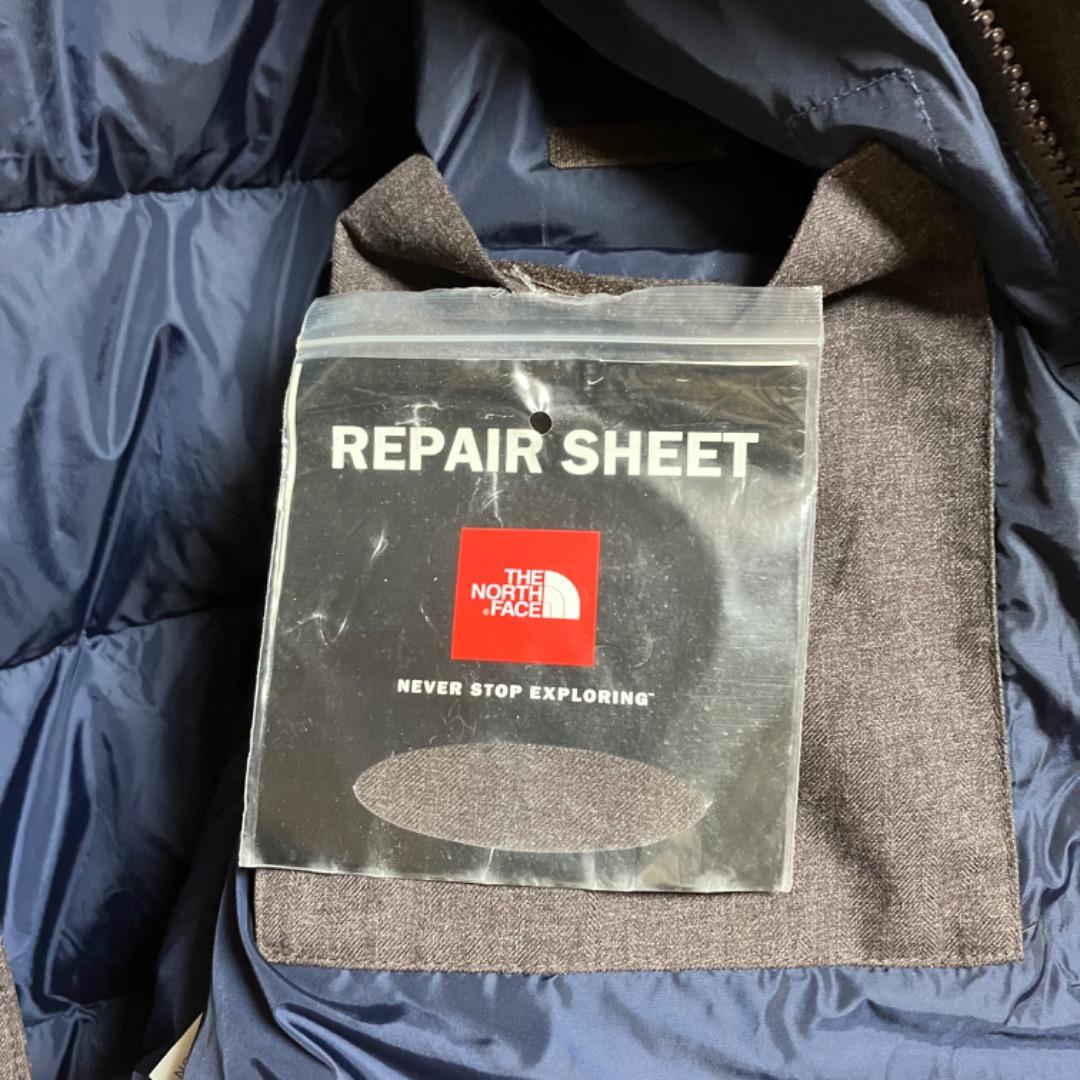 REPAIR SHEET
THE
NORTH
FACE
NEVER STOP EXPLORING™